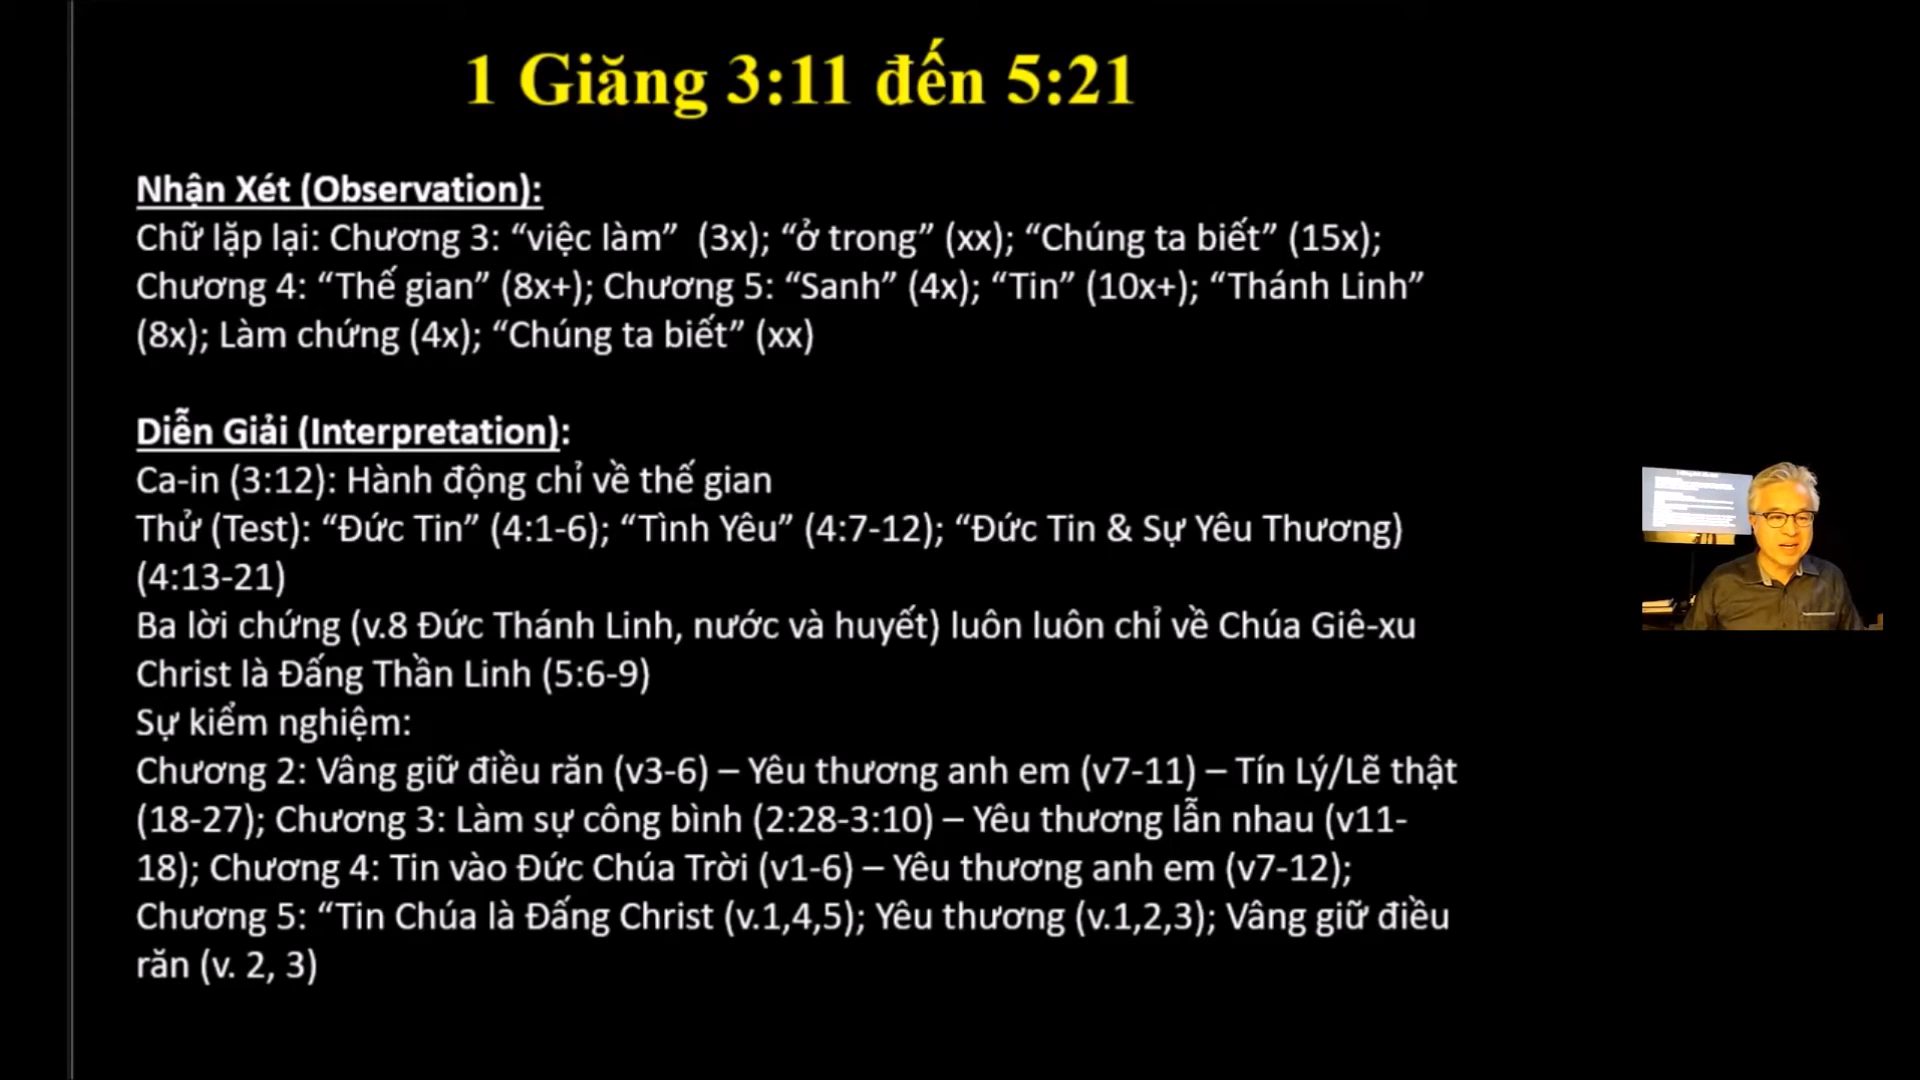 1 Giăng 3:11 đến 5:21
Nhận Xét (Observation):
Chữ lặp lại: Chương 3: “việc làm” (3x); “ở trong” (xx); “Chúng ta biết” (15x);
Chương 4: “Thế gian” (8x+); Chương 5: “Sanh” (4x); “Tin” (10x+); “Thánh Linh”
(8x); Làm chứng (4x); “Chúng ta biết” (xx)
Diễn Giải (Interpretation):
Ca-in (3:12): Hành động chỉ về thế gian
Thử (Test): “Đức Tin” (4:1-6); “Tình Yêu” (4:7-12); “Đức Tin & Sự Yêu Thương)
(4:13-21)
Ba lời chứng (v.8 Đức Thánh Linh, nước và huyết) luôn luôn chỉ về Chúa Giê-xu
Christ là Đấng Thần Linh (5:6-9)
Sự kiểm nghiệm:
Chương 2: Vâng giữ điều răn (v3-6) – Yêu thương anh em (v7-11) – Tín Lý/Lẽ thật
(18-27); Chương 3: Làm sự công bình (2:28-3:10) – Yêu thương lẫn nhau (v11-
18); Chương 4: Tin vào Đức Chúa Trời (v1-6) – Yêu thương anh em (v7-12);
Chương 5: “Tin Chúa là Đấng Christ (v.1,4,5); Yêu thương (v.1,2,3); Vâng giữ điều
răn (v. 2, 3)